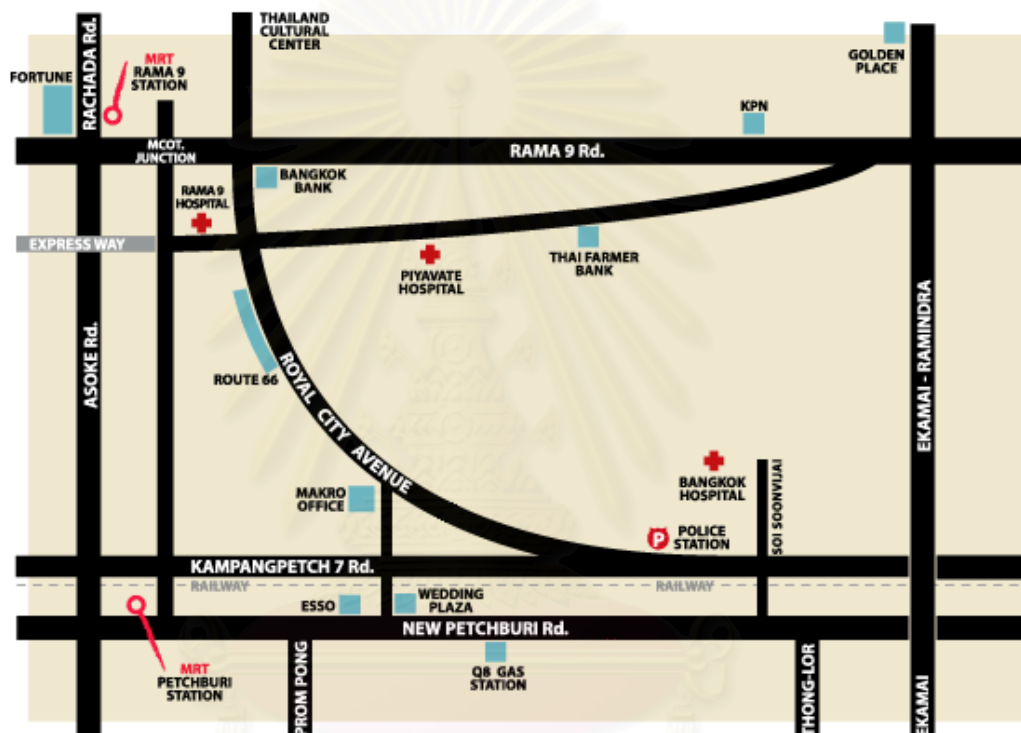 THAILAND
CULTURAL
CENTER
RACHADA Rd.
MRT
RAMA 9
STATION
FORTUNE
GOLDEN
PLACE
KPN
MCOT.
JUNCTION
RAMA 9 Rd.
BANGKOK
BANK
RAMA 9
HOSPITAL
EXPRESS WAY
PIYAVATE
HOSPITAL
THAI FARMER
BANK
ASOKE Rd.
ROUTE 66
ROYAL CITY AVENUE
EKAMAI - RAMINDRA
MAKRO
OFFICE
BANGKOK
HOSPITAL
SOI SOONVIJAI
P
POLICE
STATION
KAMPANGPETCH 7 Rd.
RAILWAY
RAILWAY
ESSO
WEDDING
PLAZA
NEW PETCHBURI Rd.
MRT
PETCHBURI
STATION
PROM PONG
Q8 GAS
STATION
THONG-LOR
EKAMAI